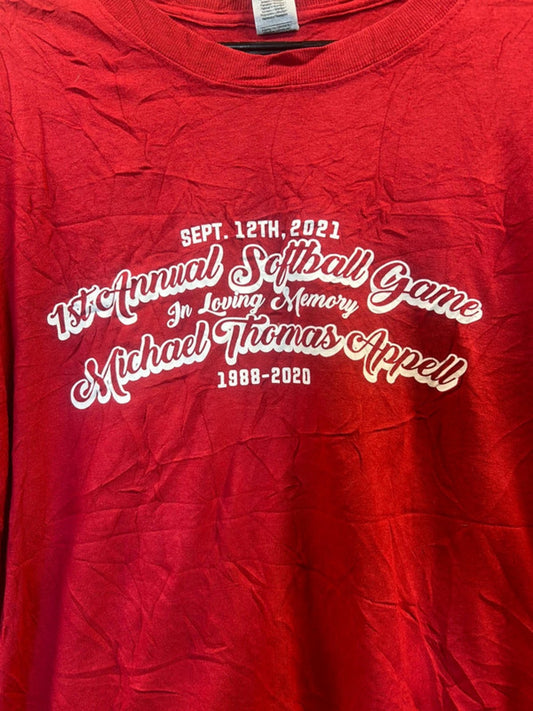 SEPT. 12TH, 2021
1st Annual Softball Game
In Loving Memory
Michael Thomas Appell
1988-2020